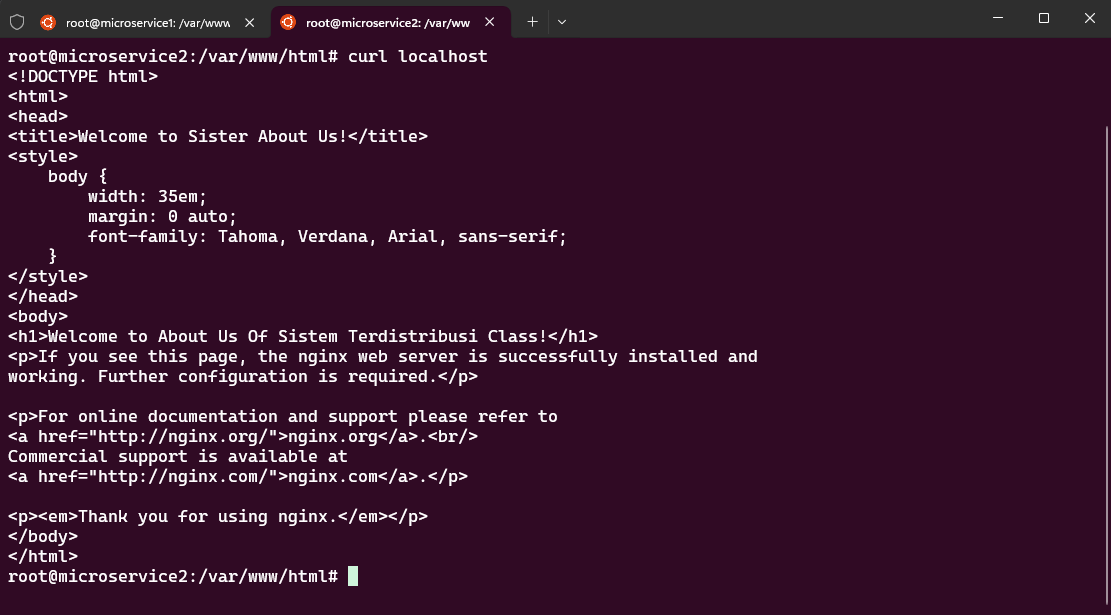 root@microservice1: /var/www
root@microservice2: /var/ww
root@microservice2:/var/www/html# curl localhost
<!DOCTYPE html>
<html>
<head>
<title>Welcome to Sister About Us!</title>
<style>
    body {
        width: 35em;
        margin: 0 auto;
        font-family: Tahoma, Verdana, Arial, sans-serif;
    }
</style>
</head>
<body>
<h1>Welcome to About Us Of Sistem Terdistribusi Class!</h1>
<p>If you see this page, the nginx web server is successfully installed and
working. Further configuration is required.</p>

<p>For online documentation and support please refer to
<a href="http://nginx.org/">nginx.org</a>.<br/>
Commercial support is available at
<a href="http://nginx.com/">nginx.com</a>.</p>

<p><em>Thank you for using nginx.</em></p>
</body>
</html>
root@microservice2:/var/www/html#